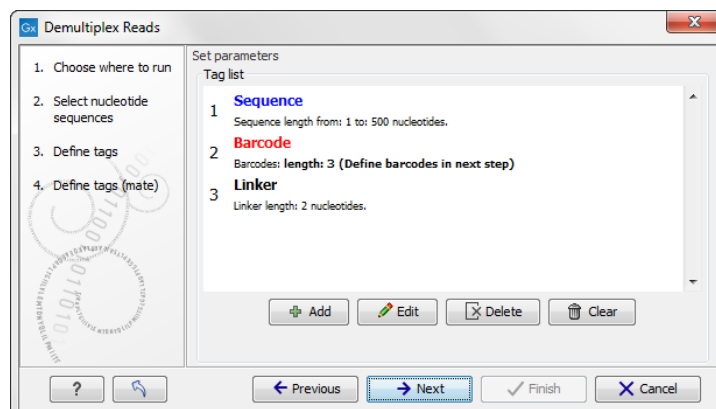 Gx Demultiplex Reads
x
1. Choose where to run
2. Select nucleotide
sequences
3. Define tags
4. Define tags (mate)
Set parameters
Tag list
1 Sequence
Sequence length from: 1 to: 500 nucleotides.
2 Barcode
Barcodes: length: 3 (Define barcodes in next step)
3 Linker
Linker length: 2 nucleotides.
Add Edit Delete Clear
? Previous Next Finish Cancel